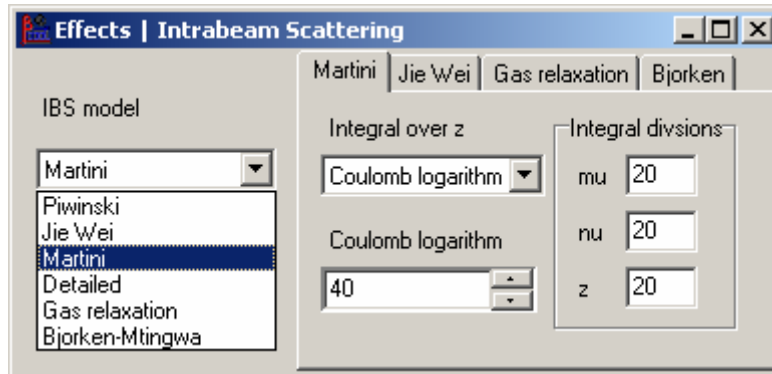 Effects | Intrabeam Scattering
Martini
Jie Wei
Gas relaxation
Bjorken
IBS model
Martini
Piwinski
Jie Wei
Martini
Detailed
Gas relaxation
Bjorken-Mtingwa
Integral over z
Coulomb logarithm
Coulomb logarithm
40
Integral divsions
mu 20
nu 20
z 20